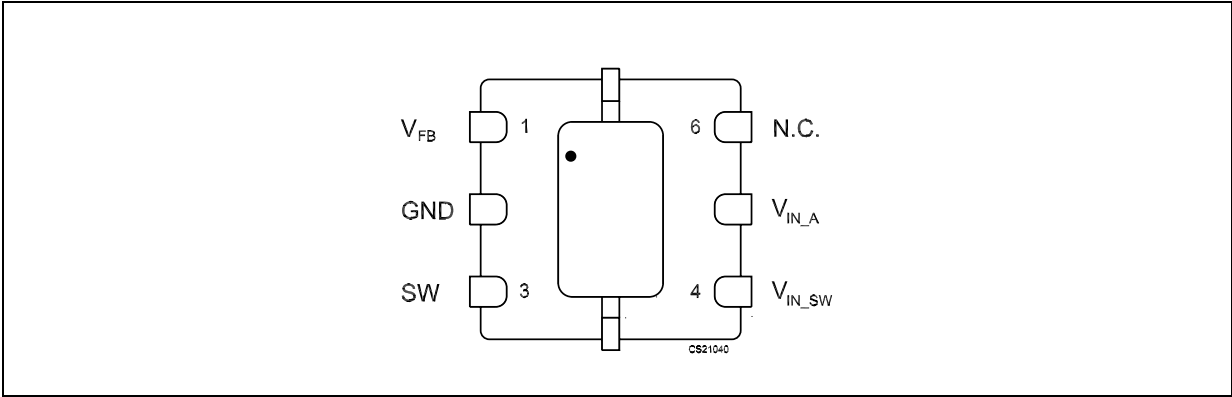 V_FB 1 6 N.C.
GND V_IN_A
SW 3 4 V_IN_SW
CS21040